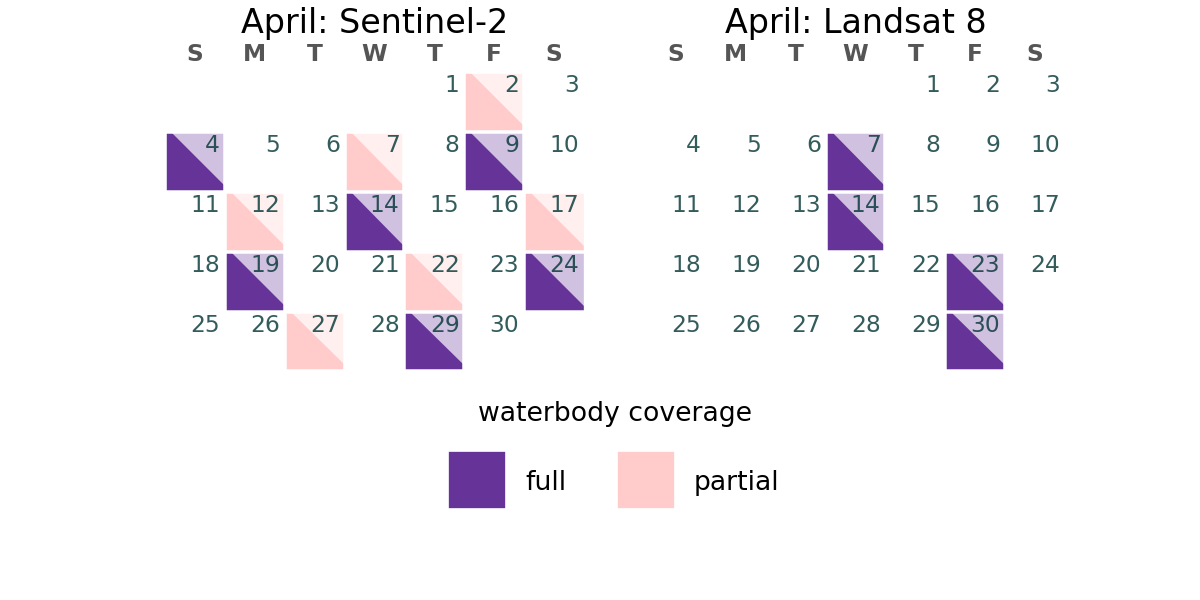 April: Sentinel-2
S M T W T F S
1 2 3
4 5 6 7 8 9 10
11 12 13 14 15 16 17
18 19 20 21 22 23 24
25 26 27 28 29 30
April: Landsat 8
S M T W T F S
1 2 3
4 5 6 7 8 9 10
11 12 13 14 15 16 17
18 19 20 21 22 23 24
25 26 27 28 29 30
waterbody coverage
full partial